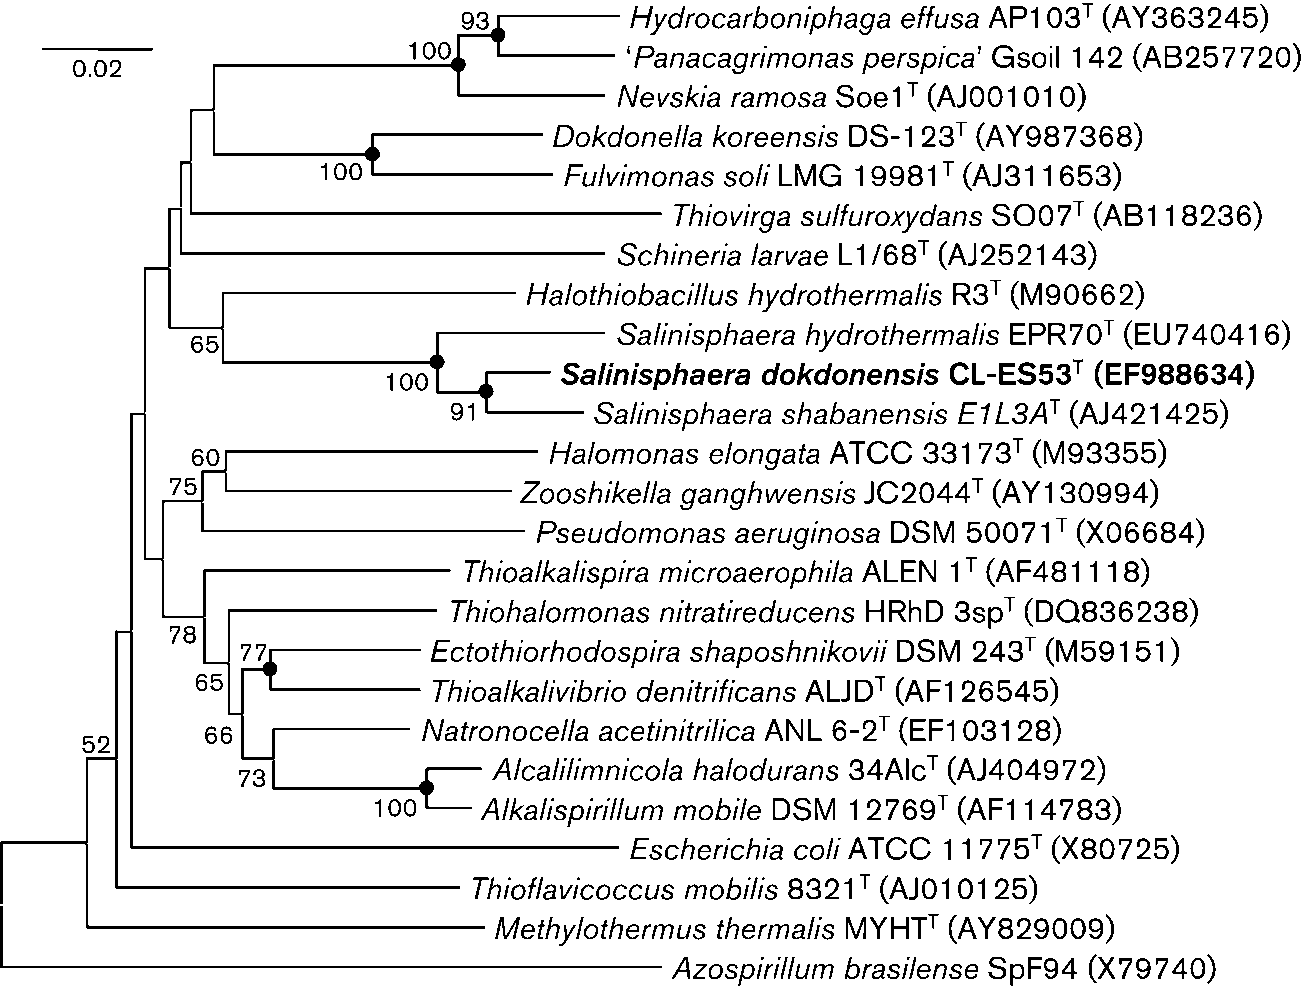 93
Hydrocarboniphaga effusa AP103ᵀ (AY363245)
100
0.02
‘Panacagrimonas perspica’ Gsoil 142 (AB257720)
Nevskia ramosa Soe1ᵀ (AJ001010)
Dokdonella koreensis DS-123ᵀ (AY987368)
100
Fulvimonas soli LMG 19981ᵀ (AJ311653)
Thiovirga sulfuroxydans SO07ᵀ (AB118236)
Schineria larvae L1/68ᵀ (AJ252143)
Halothiobacillus hydrothermalis R3ᵀ (M90662)
65
Salinisphaera hydrothermalis EPR70ᵀ (EU740416)
100
Salinisphaera dokdonensis CL-ES53ᵀ (EF988634)
91
Salinisphaera shabanensis E1L3Aᵀ (AJ421425)
60
Halomonas elongata ATCC 33173ᵀ (M93355)
75
Zooshikella ganghwensis JC2044ᵀ (AY130994)
Pseudomonas aeruginosa DSM 50071ᵀ (X06684)
Thioalkalispira microaerophila ALEN 1ᵀ (AF481118)
78
Thiohalomonas nitratireducens HRhD 3spᵀ (DQ836238)
77
Ectothiorhodospira shaposhnikovii DSM 243ᵀ (M59151)
65
Thioalkalivibrio denitrificans ALJDᵀ (AF126545)
66
Natronocella acetinitrilica ANL 6-2ᵀ (EF103128)
52
73
Alcalilimnicola halodurans 34Alcᵀ (AJ404972)
100
Alkalispirillum mobile DSM 12769ᵀ (AF114783)
Escherichia coli ATCC 11775ᵀ (X80725)
Thioflavicoccus mobilis 8321ᵀ (AJ010125)
Methylothermus thermalis MYHTᵀ (AY829009)
Azospirillum brasilense SpF94 (X79740)